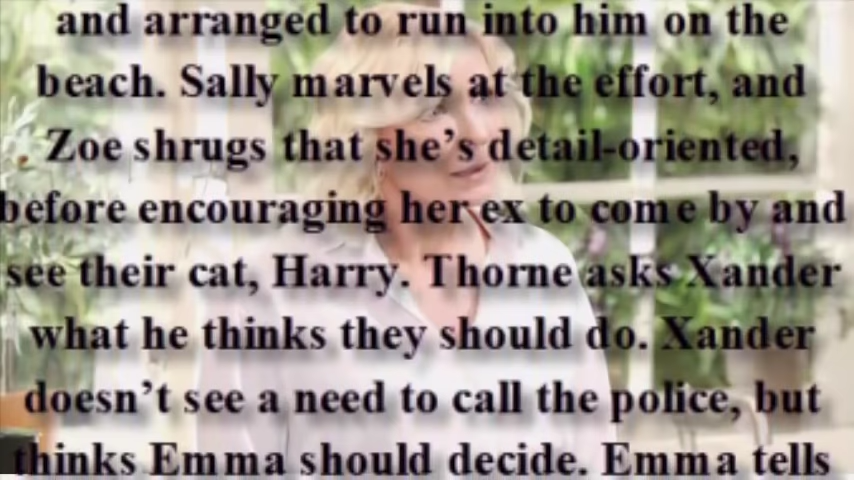 and arranged to run into him on the
beach. Sally marvels at the effort, and
Zoe shrugs that she’s detail-oriented,
before encouraging her ex to come by and
see their cat, Harry. Thorne asks Xander
what he thinks they should do. Xander
doesn’t see a need to call the police, but
thinks Emma should decide. Emma tells